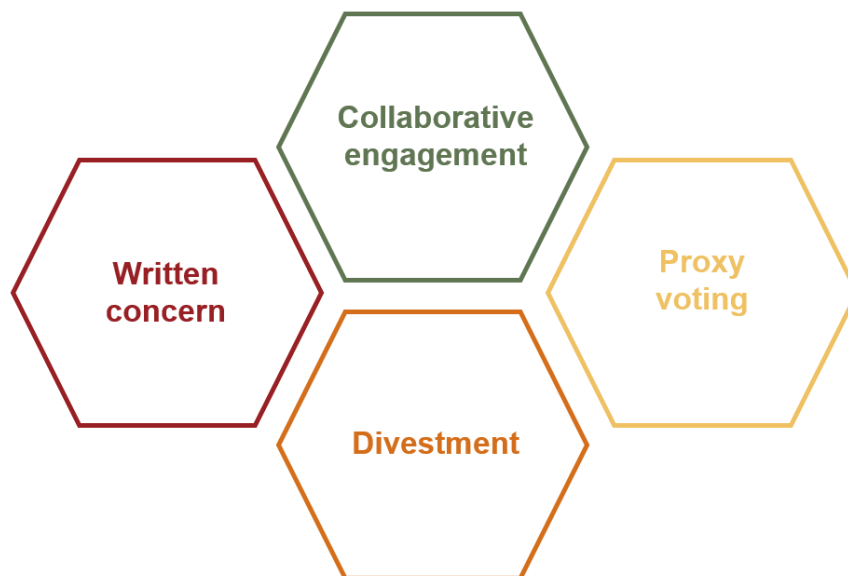 Collaborative
engagement
Written
concern
Proxy
voting
Divestment